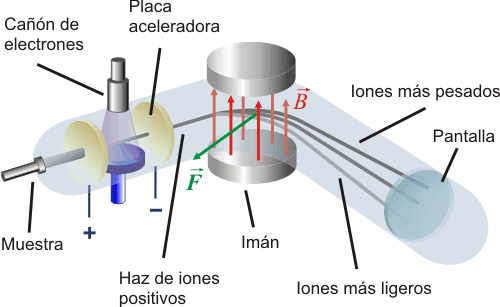 Cañón de
electrones
Placa
aceleradora
B
Iones más pesados
Pantalla
F
Muestra
+
–
Imán
Haz de iones
positivos
Iones más ligeros